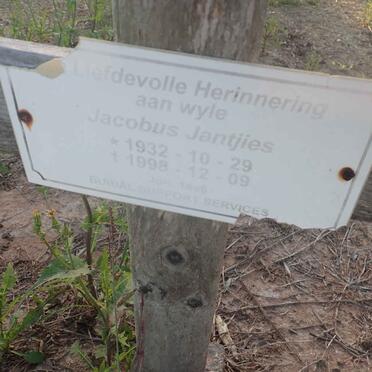 Liefdevolle Herinnering
aan wyle
Jacobus Jantjies
* 1932 - 10 - 29
† 1998 - 12 - 09
BURIAL SUPPORT SERVICES